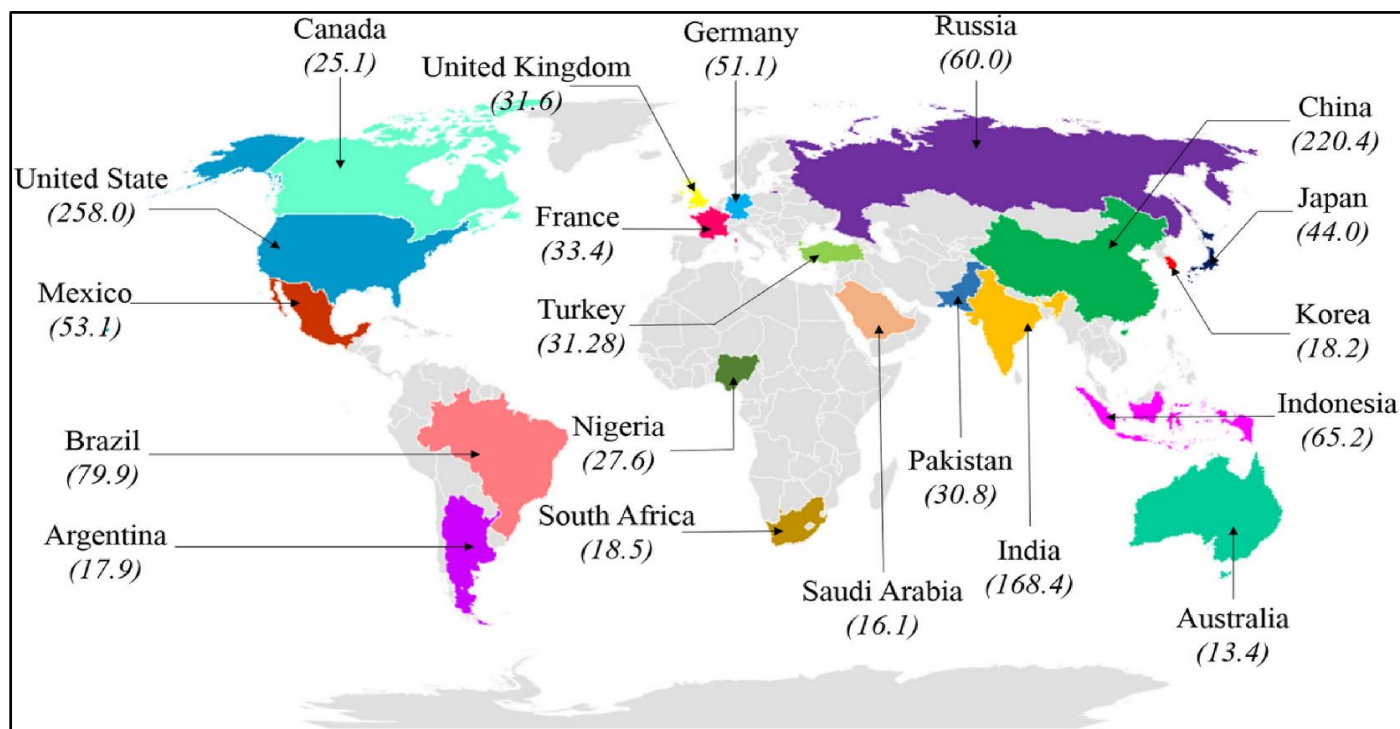 Canada
(25.1)
United Kingdom
(31.6)
Germany
(51.1)
Russia
(60.0)
China
(220.4)
United State
(258.0)
France
(33.4)
Japan
(44.0)
Mexico
(53.1)
Turkey
(31.28)
Korea
(18.2)
Brazil
(79.9)
Nigeria
(27.6)
Pakistan
(30.8)
Indonesia
(65.2)
Argentina
(17.9)
South Africa
(18.5)
Saudi Arabia
(16.1)
India
(168.4)
Australia
(13.4)